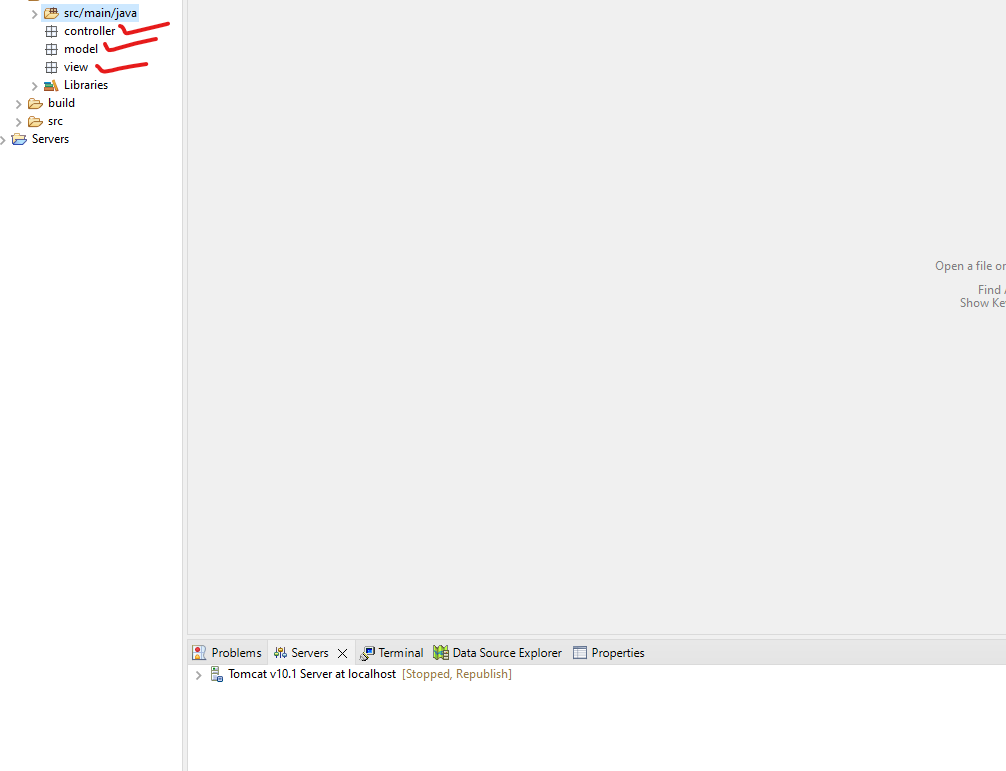 src/main/java
controller
model
view
Libraries
build
src
Servers
Open a file or
Find
Show Ke
Problems
Servers
Terminal
Data Source Explorer
Properties
Tomcat v10.1 Server at localhost [Stopped, Republish]